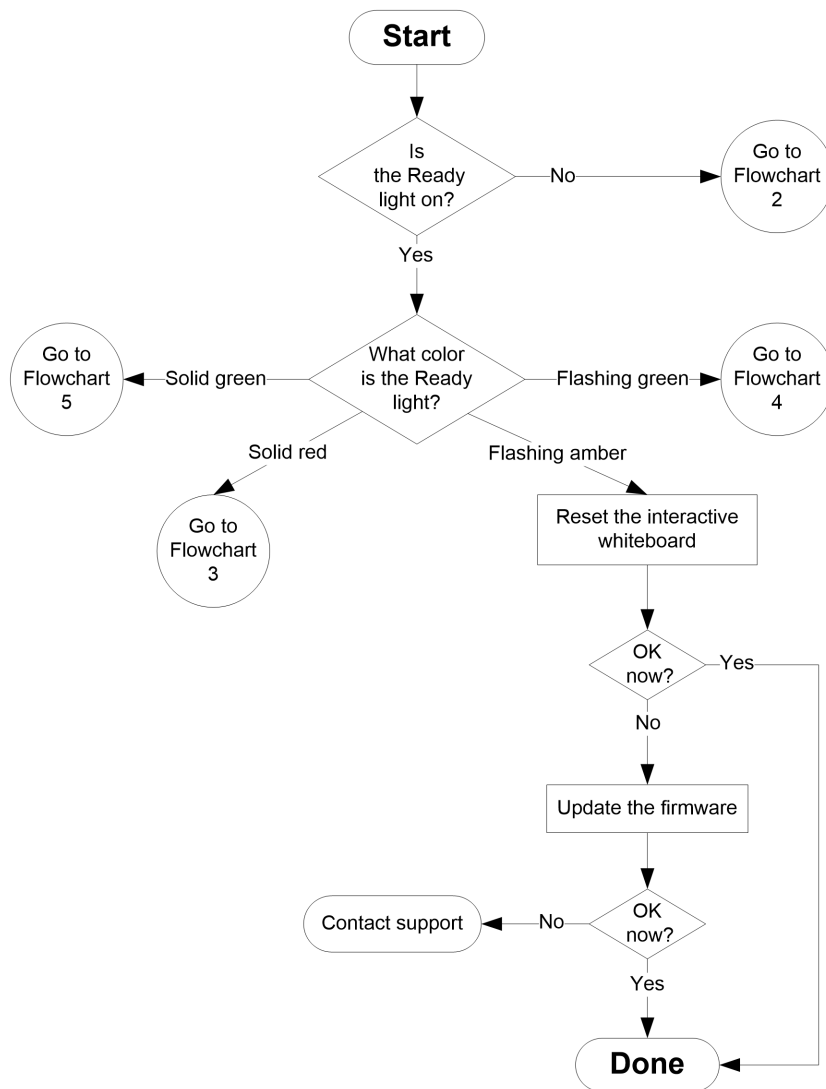 Start
Is
the Ready
light on?
No
Go to
Flowchart
2
Yes
What color
is the Ready
light?
Solid green
Go to
Flowchart
5
Flashing green
Go to
Flowchart
4
Solid red
Go to
Flowchart
3
Flashing amber
Reset the interactive
whiteboard
OK
now?
Yes
No
Update the firmware
OK
now?
No
Contact support
Yes
Done